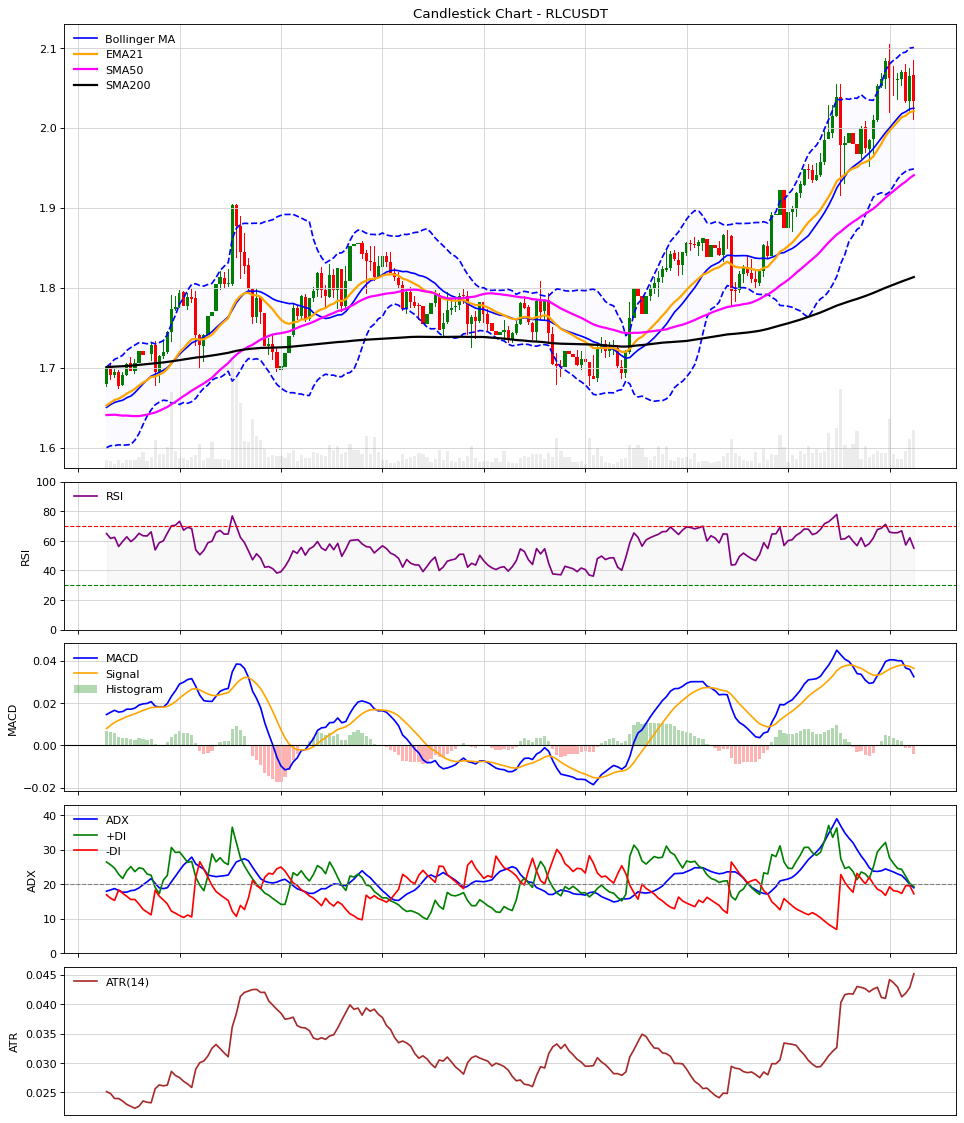 Candlestick Chart - RLCUSDT
Bollinger MA
EMA21
SMA50
SMA200
2.1
2.0
1.9
1.8
1.7
1.6
RSI
RSI
100
80
60
40
20
0
MACD
Signal
Histogram
MACD
0.04
0.02
0.00
−0.02
ADX
+DI
-DI
ADX
40
30
20
10
0
ATR(14)
ATR
0.045
0.040
0.035
0.030
0.025